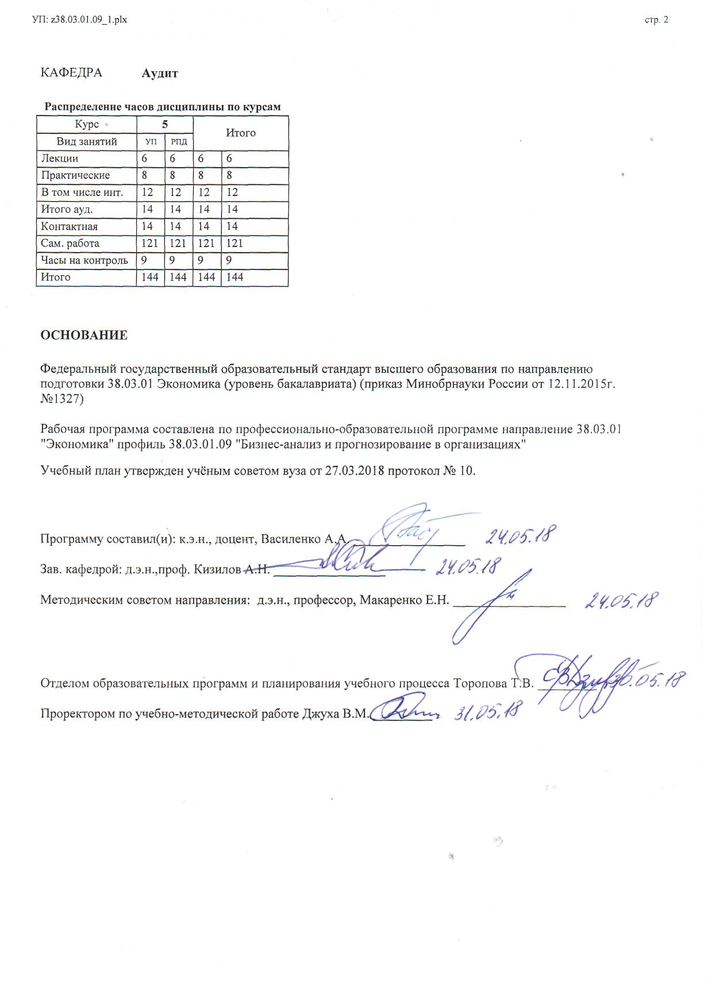 УП: z38.03.01.09_1.plx стр. 2
КАФЕДРА Аудит
Распределение часов дисциплины по курсам
Курс 5 Итого
Вид занятий УП РПД
Лекции 6 6 6 6
Практические 8 8 8 8
В том числе инт. 12 12 12 12
Итого ауд. 14 14 14 14
Контактная 14 14 14 14
Сам. работа 121 121 121 121
Часы на контроль 9 9 9 9
Итого 144 144 144 144
ОСНОВАНИЕ
Федеральный государственный образовательный стандарт высшего образования по направлению
подготовки 38.03.01 Экономика (уровень бакалавриата) (приказ Минобрнауки России от 12.11.2015г.
№1327)
Рабочая программа составлена по профессионально-образовательной программе направление 38.03.01
"Экономика" профиль 38.03.01.09 "Бизнес-анализ и прогнозирование в организациях"
Учебный план утвержден учёным советом вуза от 27.03.2018 протокол № 10.
Программу составил(и): к.э.н., доцент, Василенко А.А. 24.05.18
Зав. кафедрой: д.э.н.,проф. Кизилов А.Н. 24.05.18
Методическим советом направления: д.э.н., профессор, Макаренко Е.Н. 24.05.18
Отделом образовательных программ и планирования учебного процесса Торопова Т.В. .05.18
Проректором по учебно-методической работе Джуха В.М. 31.05.18